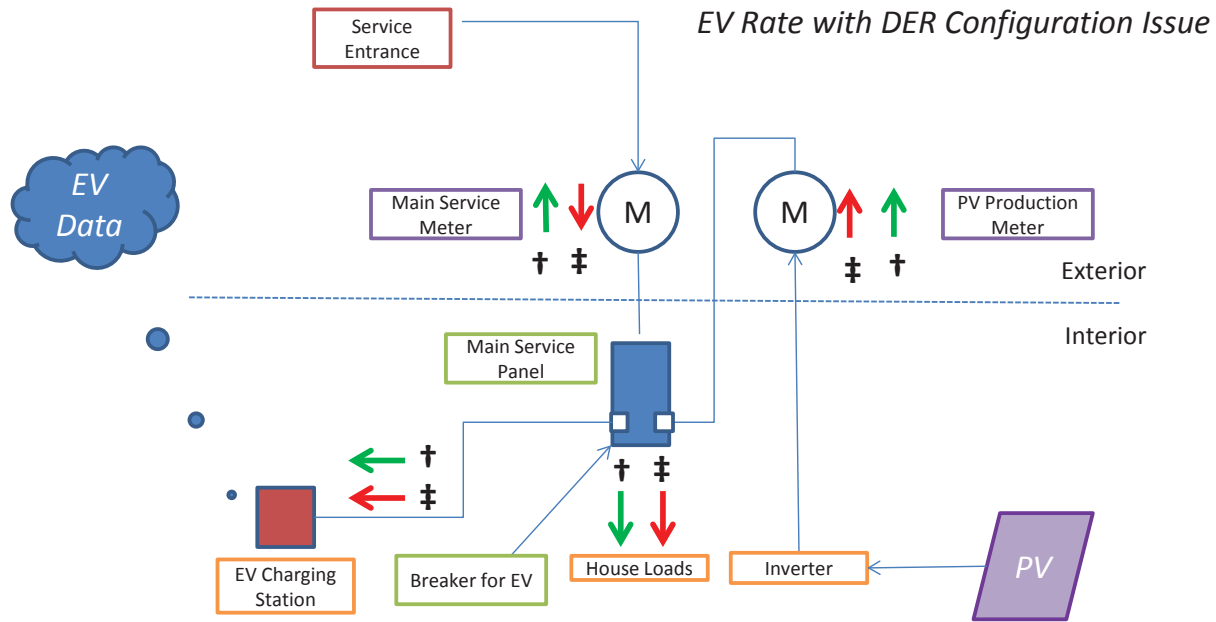 EV Rate with DER Configuration Issue
Service
Entrance
EV
Data
Main Service
Meter
† ‡
M
M
‡ †
PV Production
Meter
Exterior
Interior
Main Service
Panel
†
‡
† ‡
EV Charging
Station
Breaker for EV
House Loads
Inverter
PV